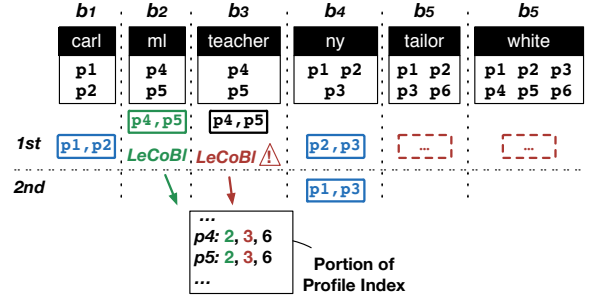 b1 b2 b3 b4 b5 b5
carl ml teacher ny tailor white
p1 p4 p4 p1 p2 p1 p2 p1 p2 p3
p2 p5 p5 p3 p3 p6 p4 p5 p6
p4,p5 p4,p5
1st p1,p2 LeCoBI LeCoBI ! p2,p3 ... ...
2nd p1,p3
...
p4: 2, 3, 6
p5: 2, 3, 6
...
Portion of
Profile Index